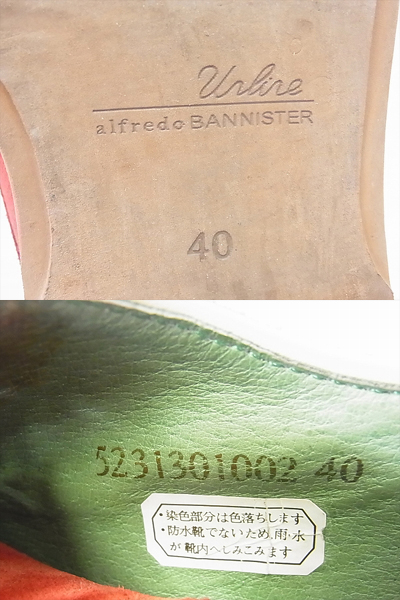 Urline
alfredo BANNISTER
40
5231301002 40
・染色部分は色落ちします
・防水靴でないため、雨・水
が靴内へしみこみます